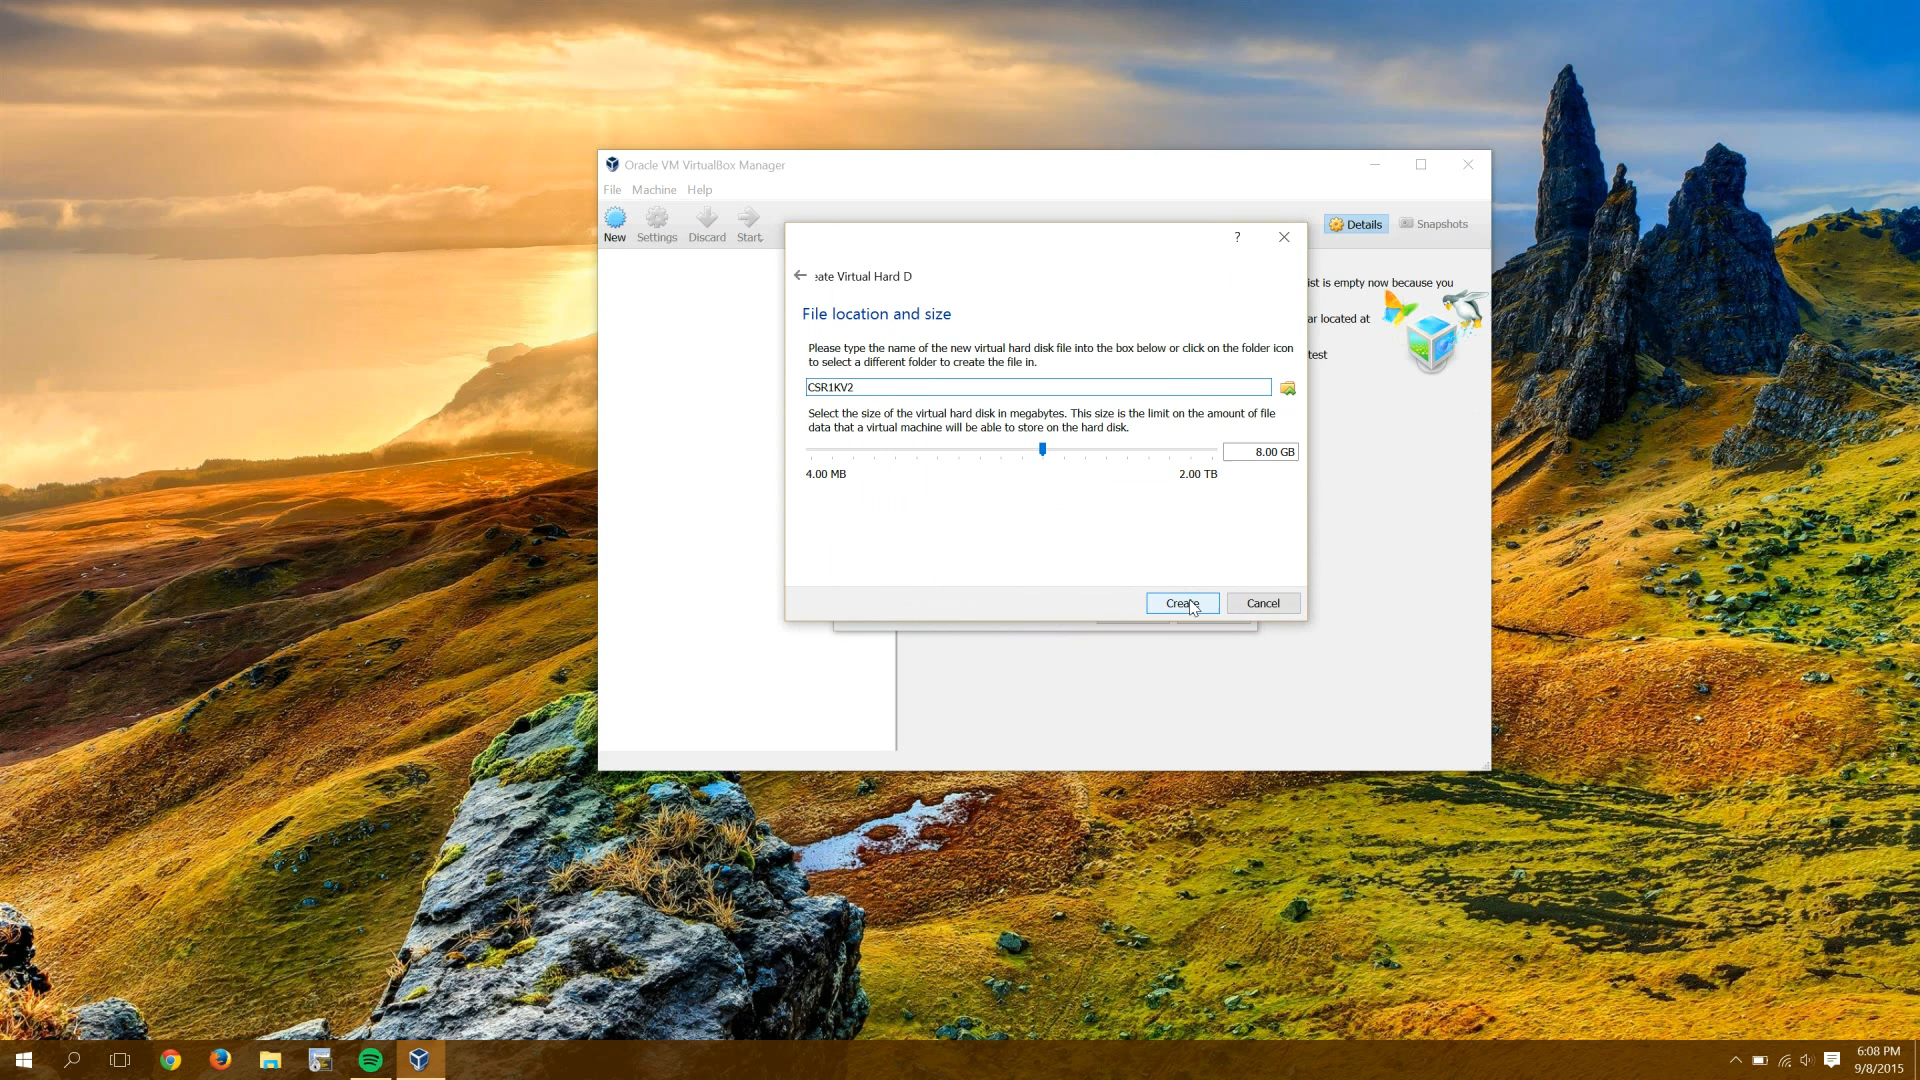 Oracle VM VirtualBox Manager
File Machine Help
New Settings Discard Start
Details Snapshots
?
eate Virtual Hard D
ist is empty now because you
File location and size
ar located at
Please type the name of the new virtual hard disk file into the box below or click on the folder icon
to select a different folder to create the file in.
test
CSR1KV2
Select the size of the virtual hard disk in megabytes. This size is the limit on the amount of file
data that a virtual machine will be able to store on the hard disk.
8.00 GB
4.00 MB 2.00 TB
Create Cancel
6:08 PM
9/8/2015